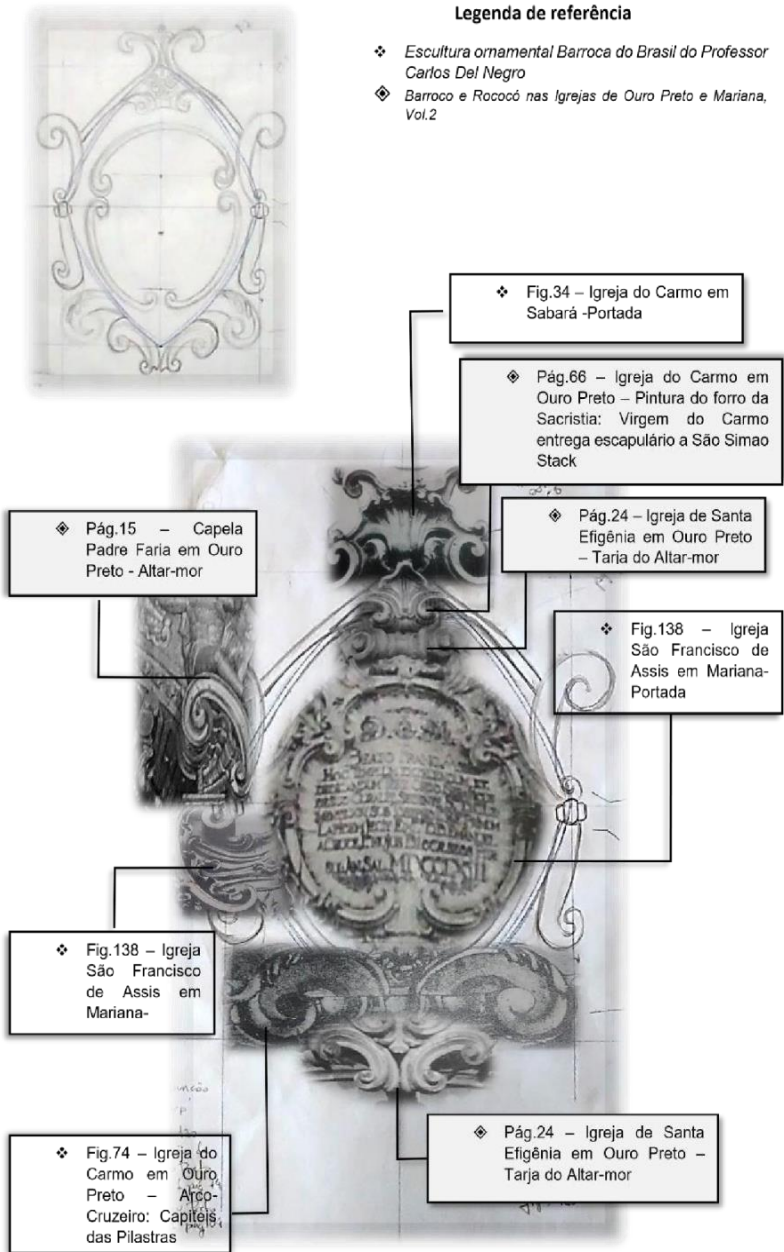 Legenda de referência
❖ Escultura ornamental Barroca do Brasil do Professor
Carlos Del Negro
◈ Barroco e Rococó nas Igrejas de Ouro Preto e Mariana,
Vol.2
❖ Fig.34 – Igreja do Carmo em
Sabará -Portada
◈ Pág.66 – Igreja do Carmo em
Ouro Preto – Pintura do forro da
Sacristia: Virgem do Carmo
entrega escapulário a São Simao
Stack
◈ Pág.15 – Capela
Padre Faria em Ouro
Preto - Altar-mor
◈ Pág.24 – Igreja de Santa
Efigênia em Ouro Preto
– Tarja do Altar-mor
❖ Fig.138 – Igreja
São Francisco de
Assis em Mariana-
Portada
BEATO
❖ Fig.138 – Igreja
São Francisco
de Assis em
Mariana-
❖ Fig.74 – Igreja do
Carmo em Ouro
Preto – Arco-
Cruzeiro: Capitéis
das Pilastras
◈ Pág.24 – Igreja de Santa
Efigênia em Ouro Preto –
Tarja do Altar-mor